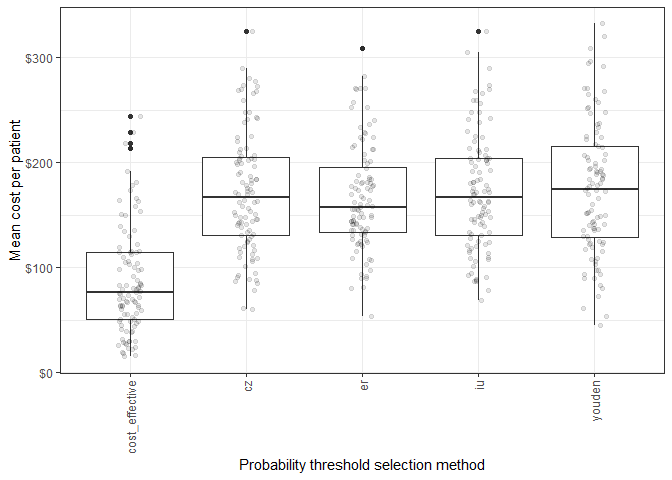 Mean cost per patient
$300
$200
$100
$0
cost_effective
cz
er
iu
youden
Probability threshold selection method